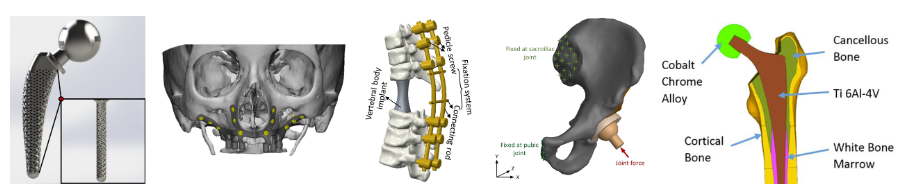 Vertebral body
implant
Pedicle screw
Fixation system
Connecting rod
Fixed at sacroiliac
joint
Fixed at pubic
joint
Joint force
Y
Z
X
Cobalt
Chrome
Alloy
Cortical
Bone
Cancellous
Bone
Ti 6Al-4V
White Bone
Marrow